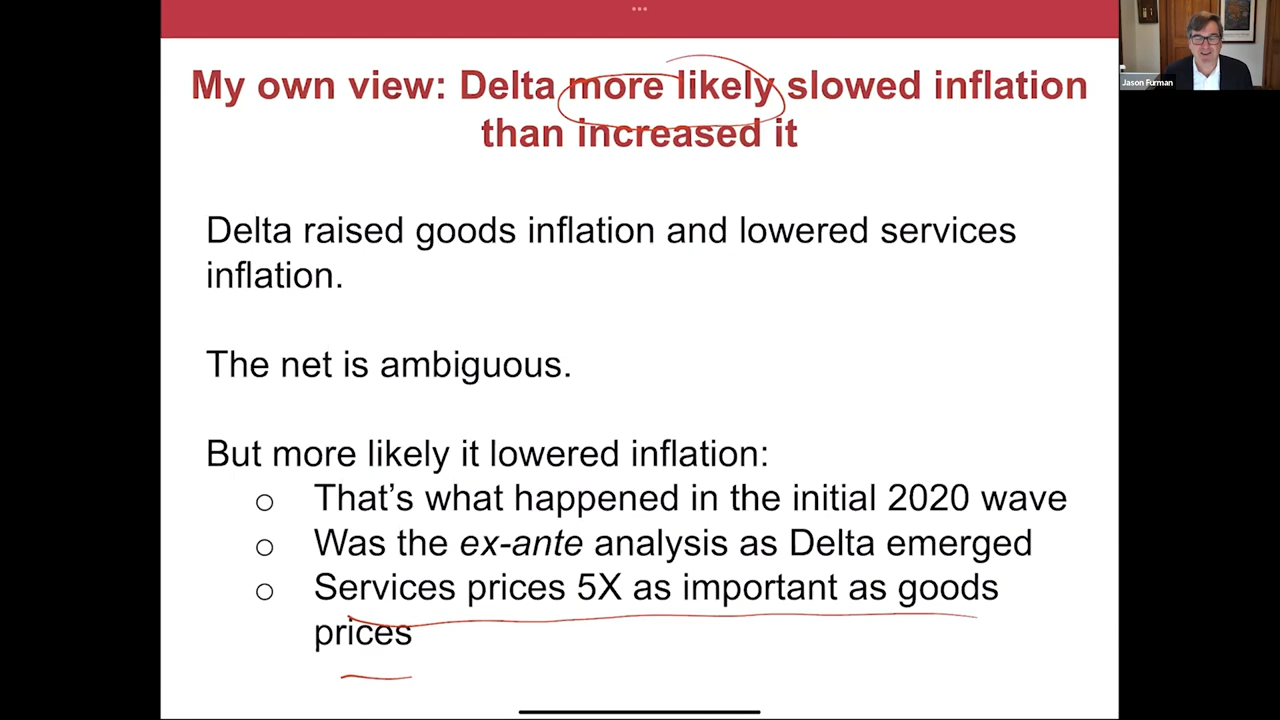 Jason Furman
My own view: Delta more likely slowed inflation
than increased it
Delta raised goods inflation and lowered services
inflation.
The net is ambiguous.
But more likely it lowered inflation:
o That’s what happened in the initial 2020 wave
o Was the ex-ante analysis as Delta emerged
o Services prices 5X as important as goods
prices